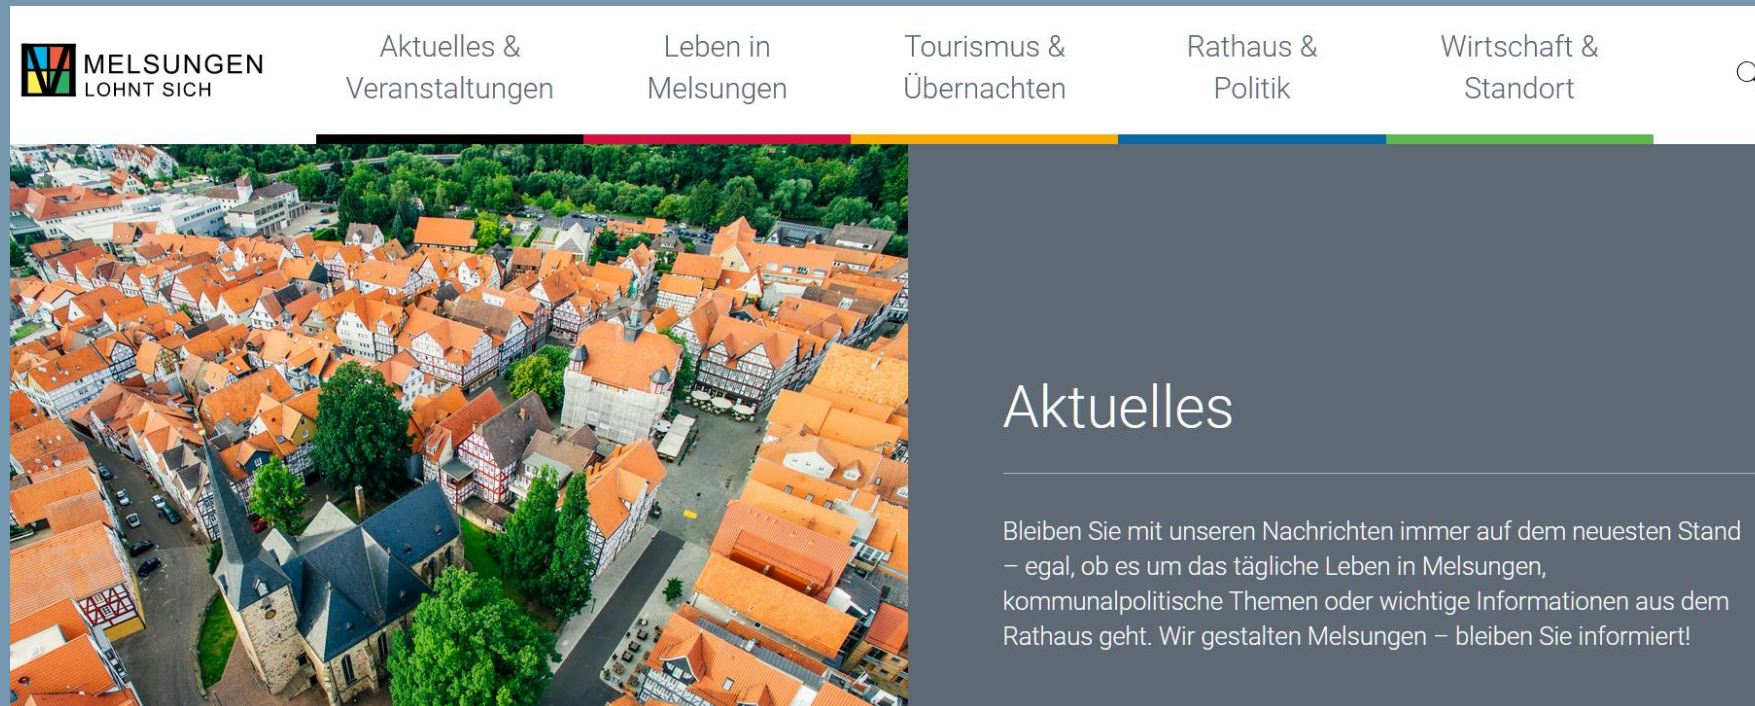 MELSUNGEN
LOHNT SICH
Aktuelles &
Veranstaltungen
Leben in
Melsungen
Tourismus &
Übernachten
Rathaus &
Politik
Wirtschaft &
Standort
Aktuelles
Bleiben Sie mit unseren Nachrichten immer auf dem neuesten Stand
– egal, ob es um das tägliche Leben in Melsungen,
kommunalpolitische Themen oder wichtige Informationen aus dem
Rathaus geht. Wir gestalten Melsungen – bleiben Sie informiert!